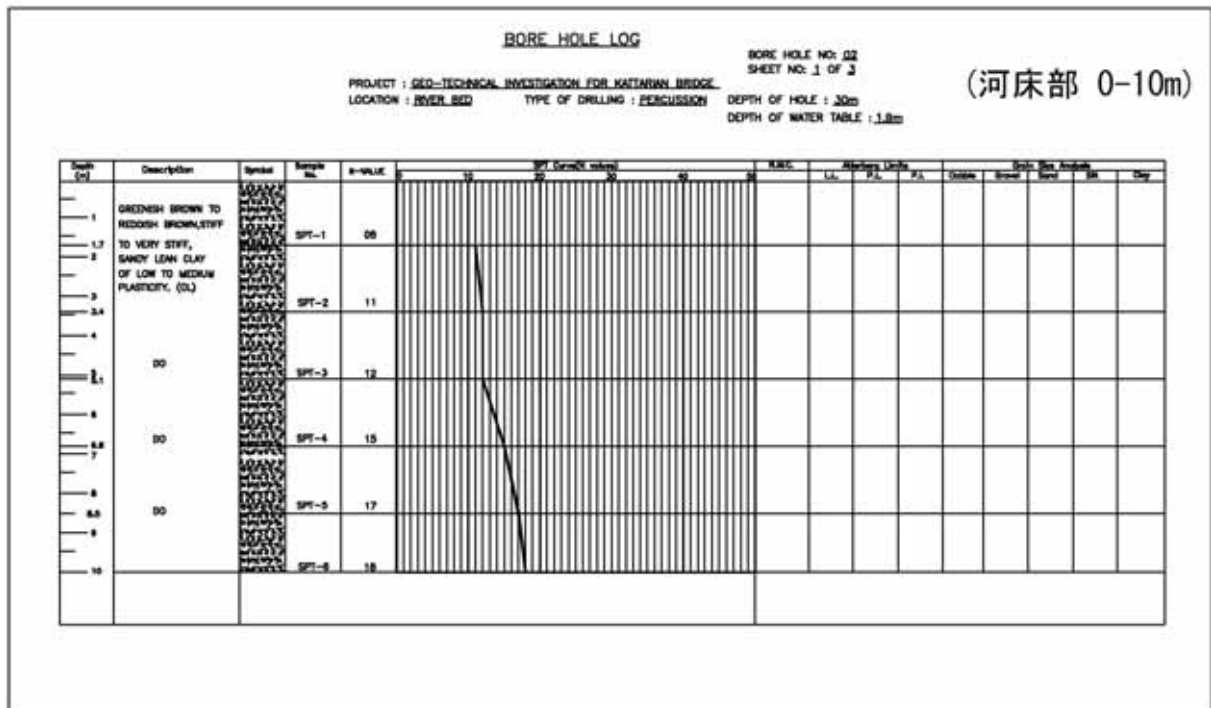 BORE HOLE LOG
BORE HOLE NO: 02
SHEET NO: 1 OF 3
(河床部 0-10m)
PROJECT : GEO-TECHNICAL INVESTIGATION FOR KATTARIAN BRIDGE
LOCATION : RIVER BED TYPE OF DRILLING : PERCUSSION DEPTH OF HOLE : 30m
DEPTH OF WATER TABLE : 1.8m
Depth (m) Description Symbol Sample No. N-VALUE SPT Curve(N values) N.M.C. Atterberg Limits Grain Size Analysis
0 10 20 30 40 50 L.L. P.L. P.I. Cobble Gravel Sand Silt Clay
GREENISH BROWN TO
1 REDDISH BROWN,STIFF
SPT-1
1.7 TO VERY STIFF,
2 SANDY LEAN CLAY
OF LOW TO MEDIUM
PLASTICITY. (CL)
3 SPT-2 11
3.4
4
DO
5 SPT-3 12
5.1
6
DO SPT-4 15
6.8
7
8
DO SPT-5 17
8.5
9
SPT-6 18
10